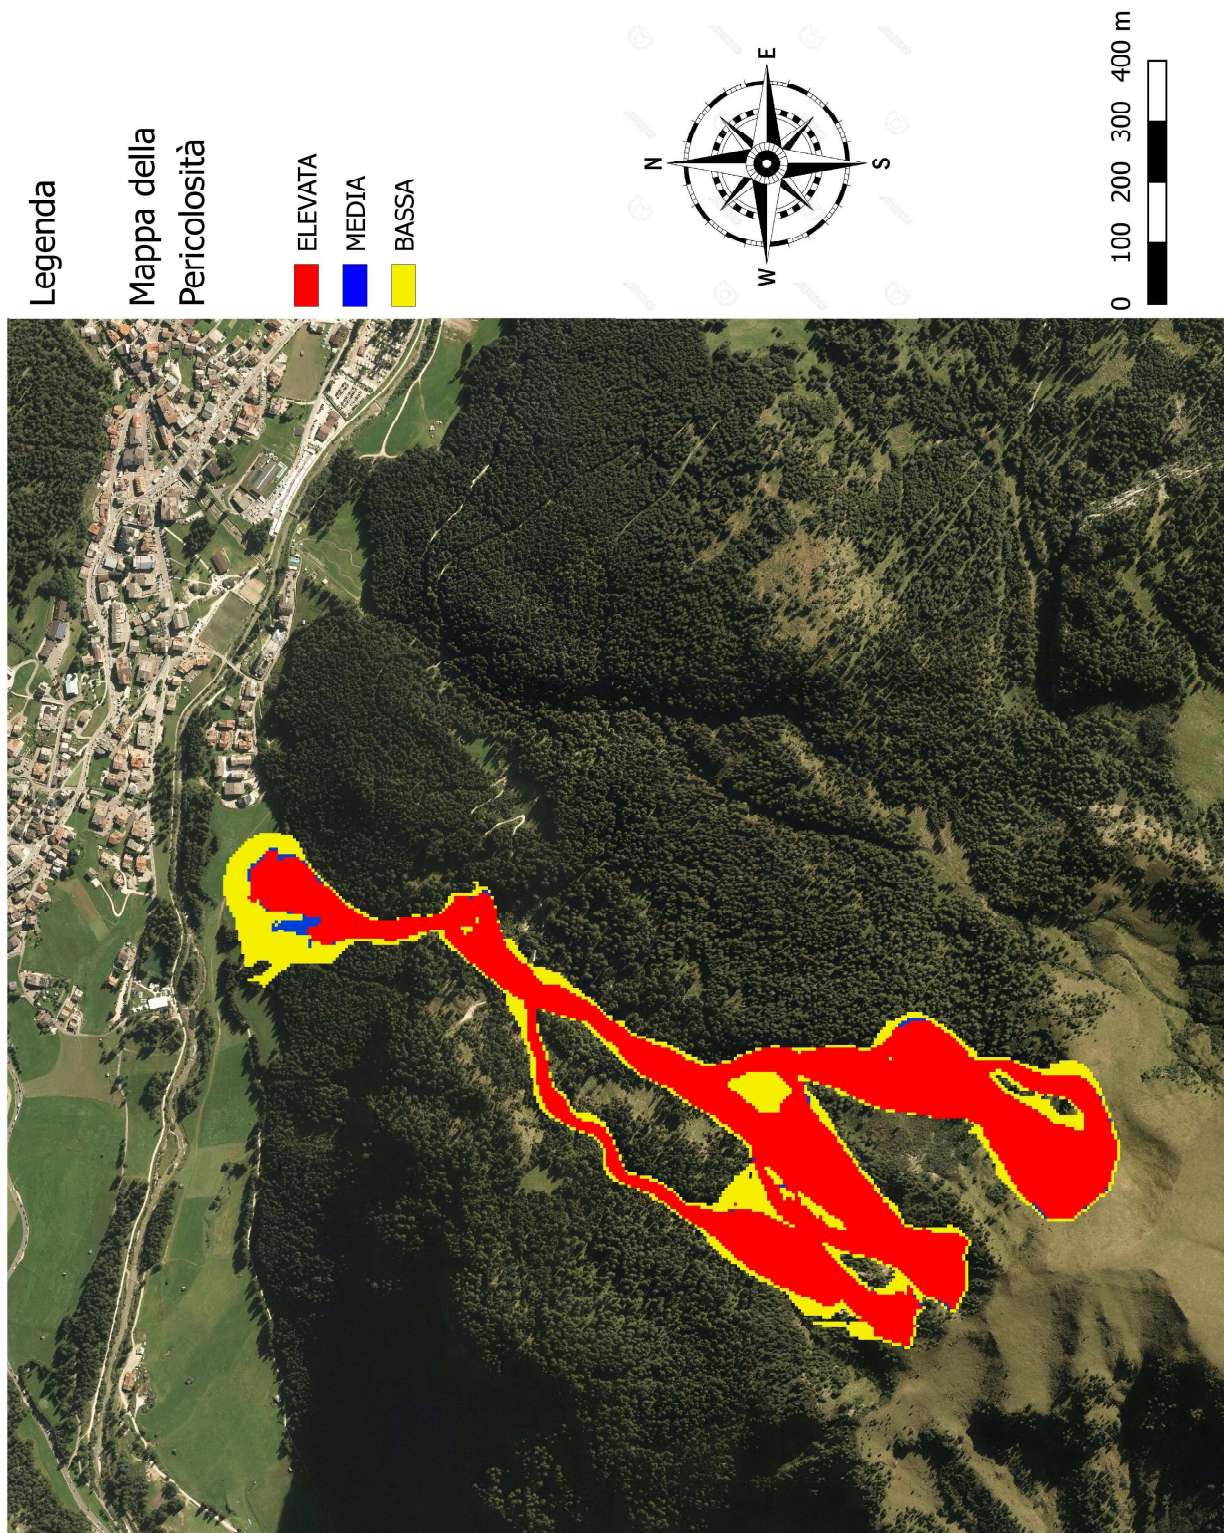 Legenda
Mappa della
Pericolosità
ELEVATA
MEDIA
BASSA
N
E
S
W
0 100 200 300 400 m